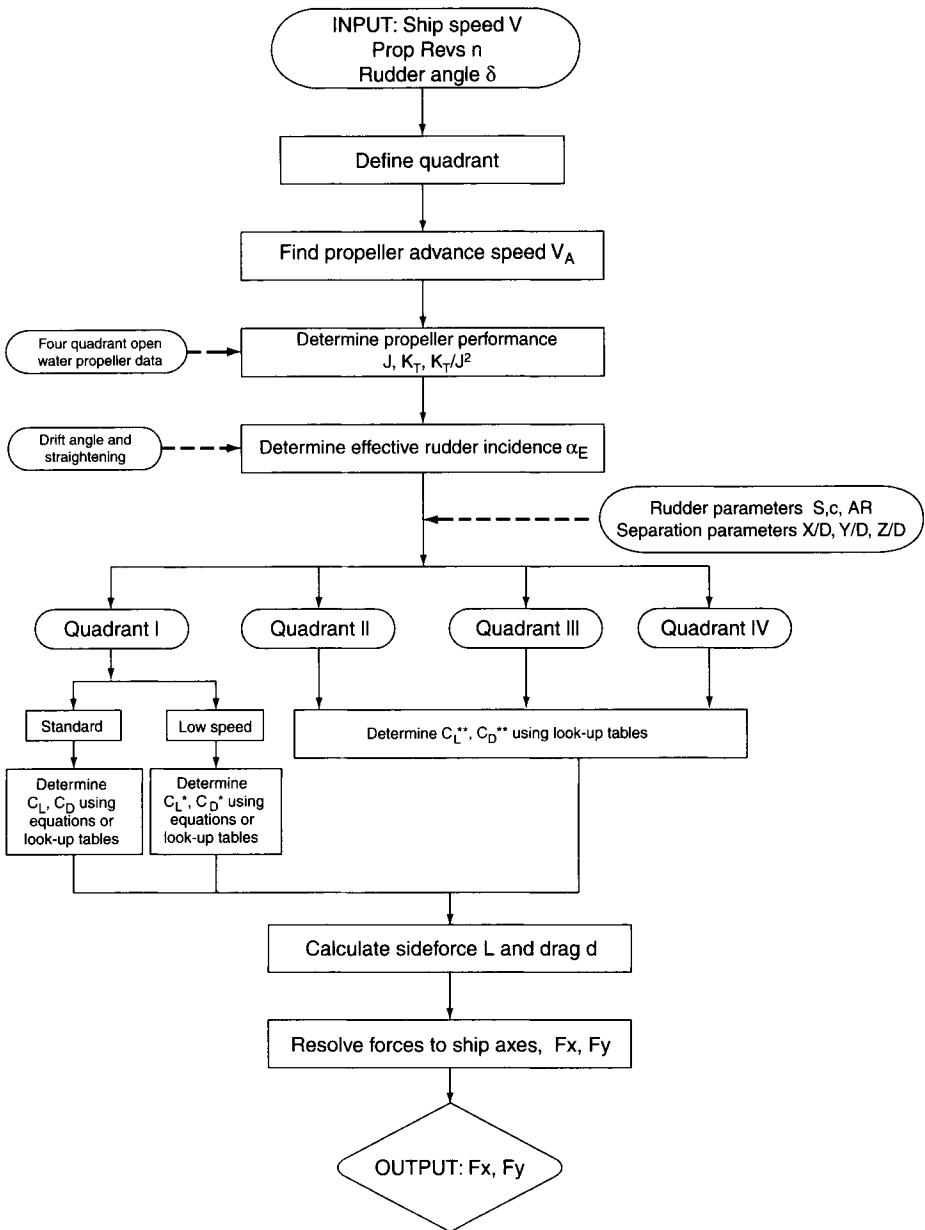 INPUT: Ship speed V
Prop Revs n
Rudder angle δ
Define quadrant
Find propeller advance speed V_A
Four quadrant open
water propeller data
Determine propeller performance
J, K_T, K_T/J²
Drift angle and
straightening
Determine effective rudder incidence α_E
Rudder parameters S,c, AR
Separation parameters X/D, Y/D, Z/D
Quadrant I
Quadrant II
Quadrant III
Quadrant IV
Standard
Low speed
Determine C_L**, C_D** using look-up tables
Determine
C_L, C_D using
equations or
look-up tables
Determine
C_L*, C_D* using
equations or
look-up tables
Calculate sideforce L and drag d
Resolve forces to ship axes, Fx, Fy
OUTPUT: Fx, Fy